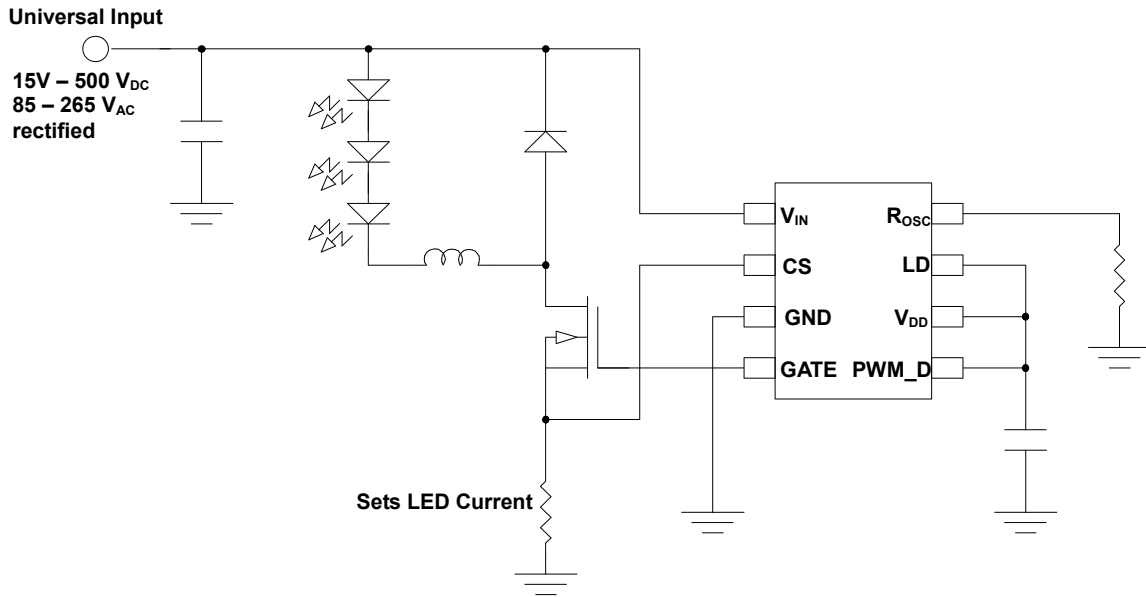 Universal Input
15V – 500 VDC
85 – 265 VAC
rectified
VIN
ROSC
CS
LD
GND
VDD
GATE
PWM_D
Sets LED Current